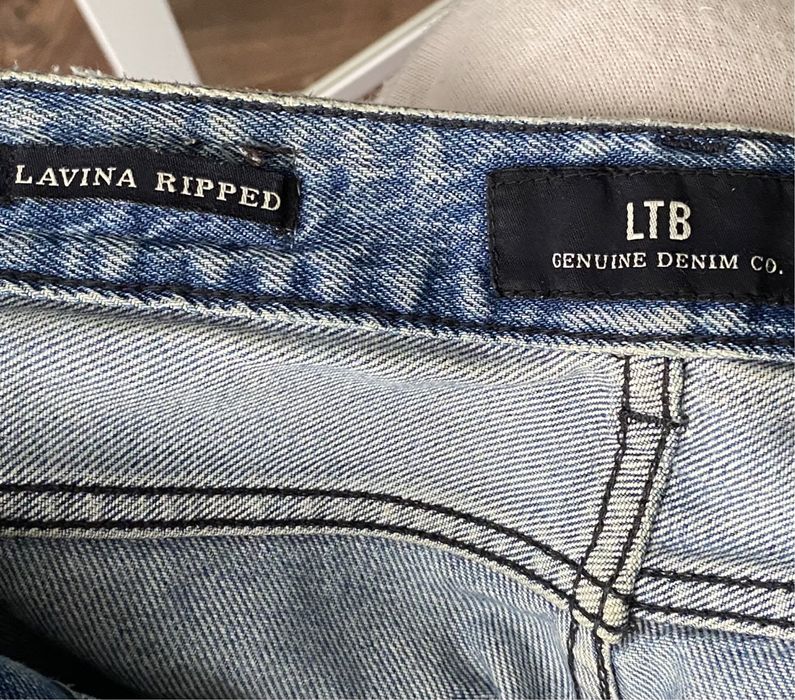 LAVINA RIPPED
LTB
GENUINE DENIM CO.